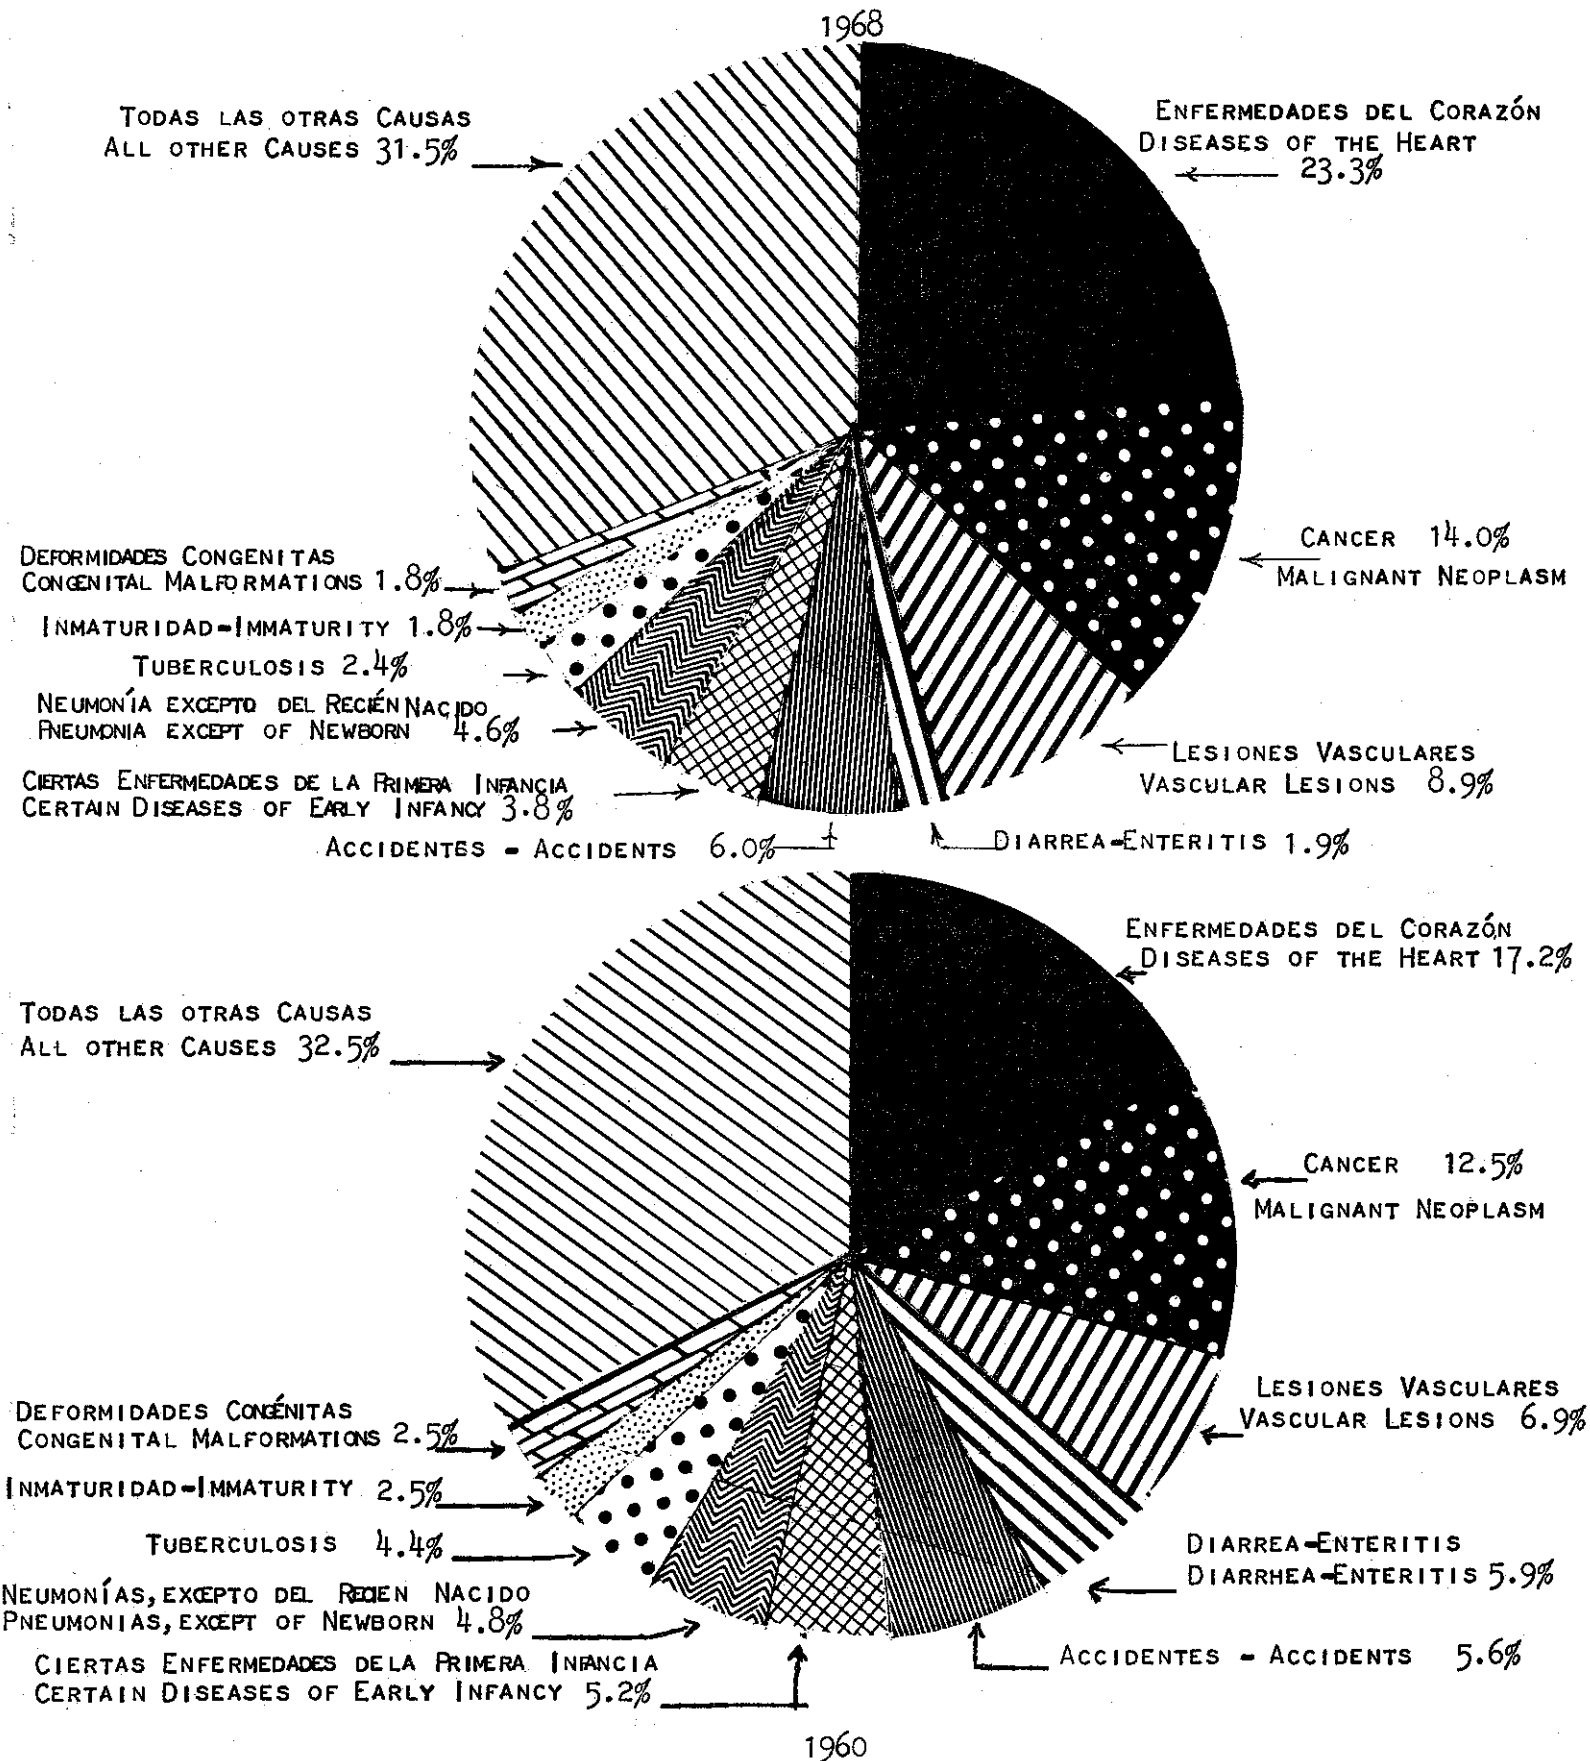 1968
TODAS LAS OTRAS CAUSAS
ALL OTHER CAUSES 31.5%
ENFERMEDADES DEL CORAZÓN
DISEASES OF THE HEART
23.3%
CANCER 14.0%
MALIGNANT NEOPLASM
DEFORMIDADES CONGENITAS
CONGENITAL MALFORMATIONS 1.8%
INMATURIDAD-IMMATURITY 1.8%
TUBERCULOSIS 2.4%
NEUMONÍA EXCEPTO DEL RECIÉN NACIDO
PNEUMONIA EXCEPT OF NEWBORN 4.6%
LESIONES VASCULARES
VASCULAR LESIONS 8.9%
CIERTAS ENFERMEDADES DE LA PRIMERA INFANCIA
CERTAIN DISEASES OF EARLY INFANCY 3.8%
ACCIDENTES - ACCIDENTS 6.0%
DIARREA-ENTERITIS 1.9%
ENFERMEDADES DEL CORAZÓN
DISEASES OF THE HEART 17.2%
TODAS LAS OTRAS CAUSAS
ALL OTHER CAUSES 32.5%
CANCER 12.5%
MALIGNANT NEOPLASM
LESIONES VASCULARES
VASCULAR LESIONS 6.9%
DEFORMIDADES CONGÉNITAS
CONGENITAL MALFORMATIONS 2.5%
INMATURIDAD-IMMATURITY 2.5%
TUBERCULOSIS 4.4%
DIARREA-ENTERITIS
DIARRHEA-ENTERITIS 5.9%
NEUMONÍAS, EXCEPTO DEL RECIEN NACIDO
PNEUMONIAS, EXCEPT OF NEWBORN 4.8%
ACCIDENTES - ACCIDENTS 5.6%
CIERTAS ENFERMEDADES DE LA PRIMERA INFANCIA
CERTAIN DISEASES OF EARLY INFANCY 5.2%
1960